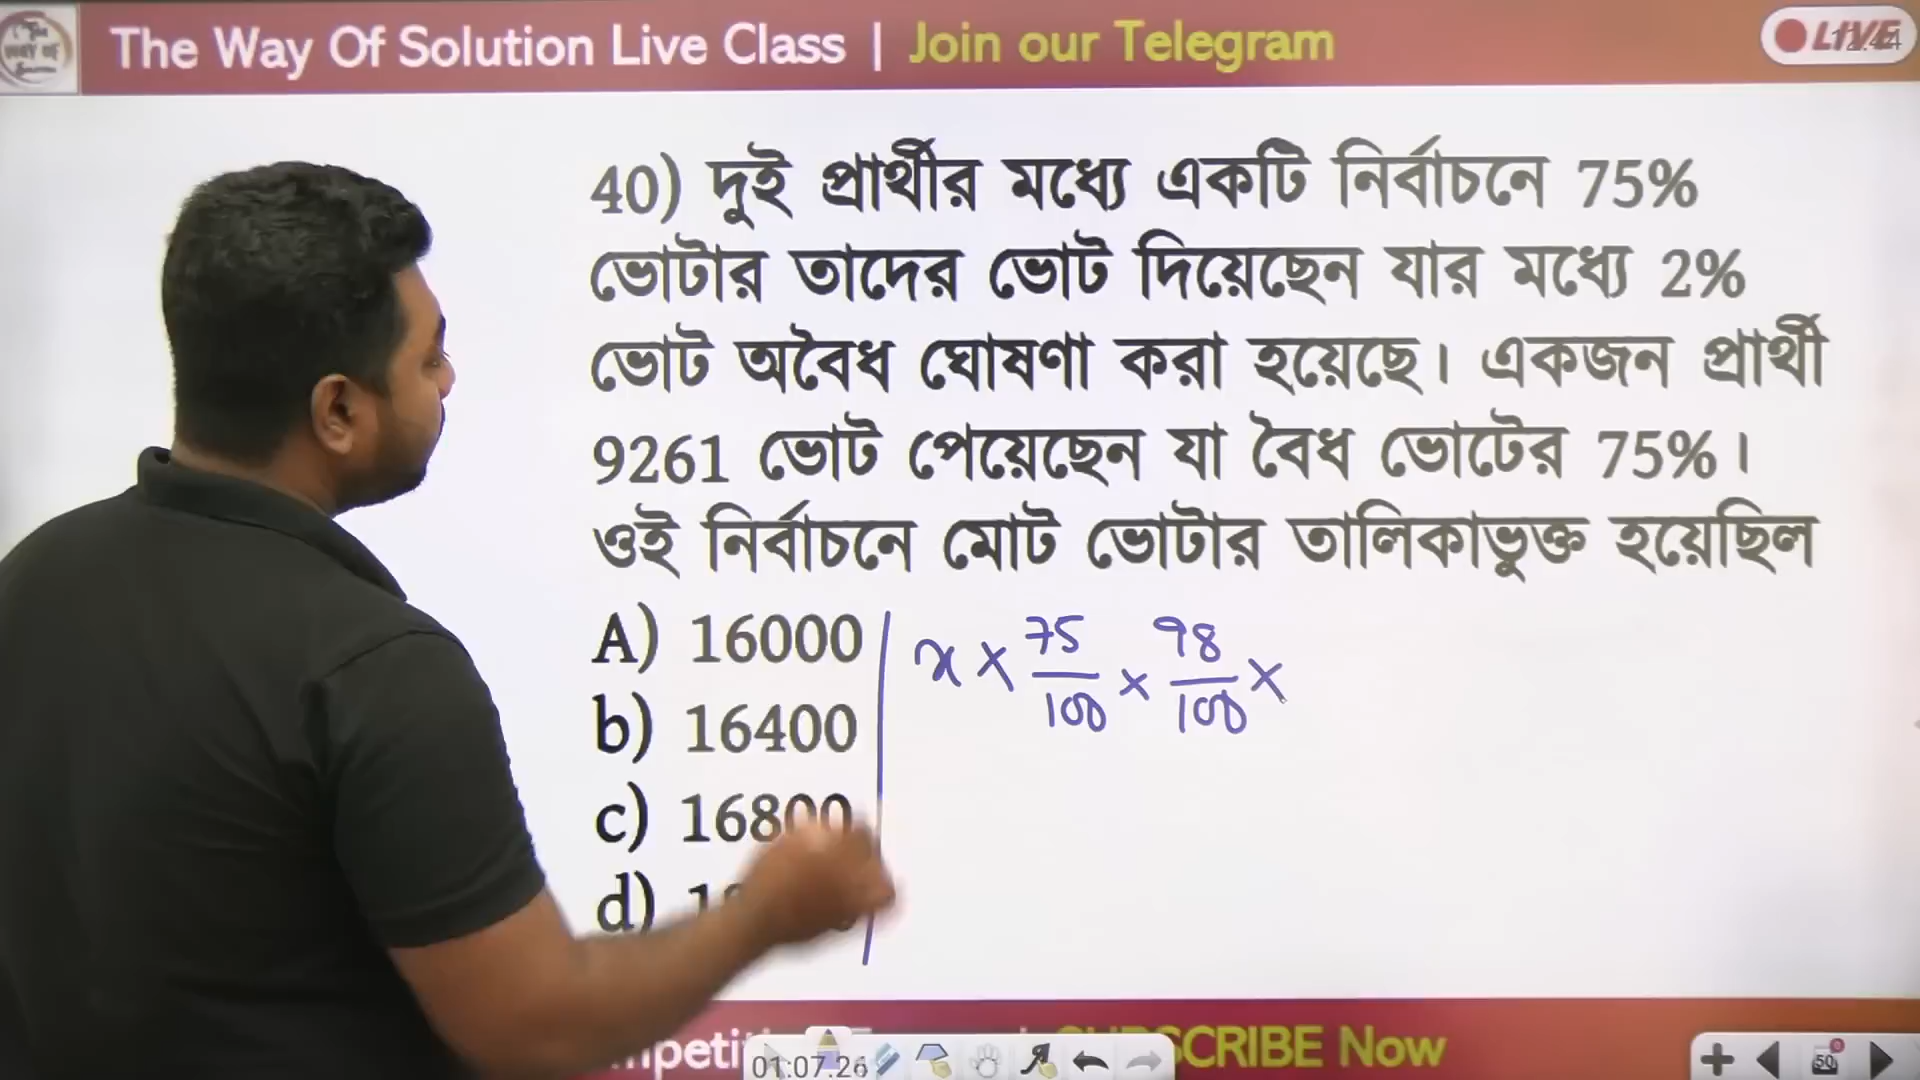 The Way Of Solution Live Class | Join our Telegram
LIVE
40) দুই প্রার্থীর মধ্যে একটি নির্বাচনে 75%
ভোটার তাদের ভোট দিয়েছেন যার মধ্যে 2%
ভোট অবৈধ ঘোষণা করা হয়েছে। একজন প্রার্থী
9261 ভোট পেয়েছেন যা বৈধ ভোটের 75%।
ওই নির্বাচনে মোট ভোটার তালিকাভুক্ত হয়েছিল
A) 16000
b) 16400
c) 16800
d)
x × 75/100 × 98/100 ×
Now
01:07:26
50